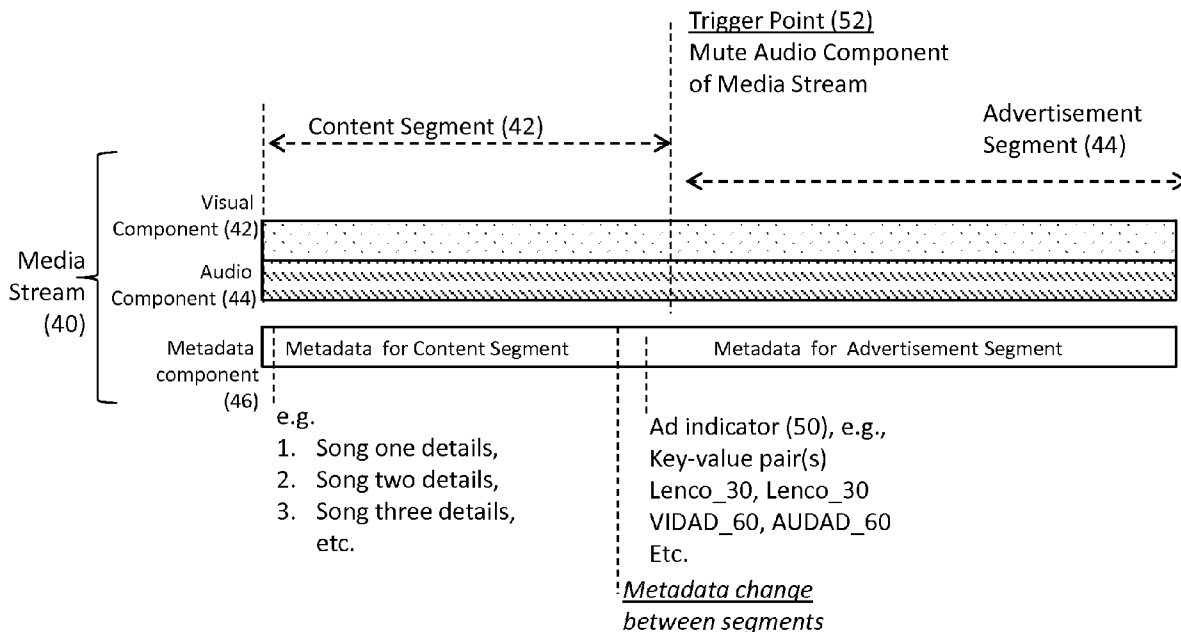 Trigger Point (52)
Mute Audio Component
of Media Stream
Content Segment (42)
Advertisement
Segment (44)
Visual
Component (42)
Audio
Component (44)
Media
Stream
(40)
Metadata
component
(46)
Metadata for Content Segment
Metadata for Advertisement Segment
e.g.
1. Song one details,
2. Song two details,
3. Song three details,
etc.
Ad indicator (50), e.g.,
Key-value pair(s)
Lenco_30, Lenco_30
VIDAD_60, AUDAD_60
Etc.
Metadata change
between segments